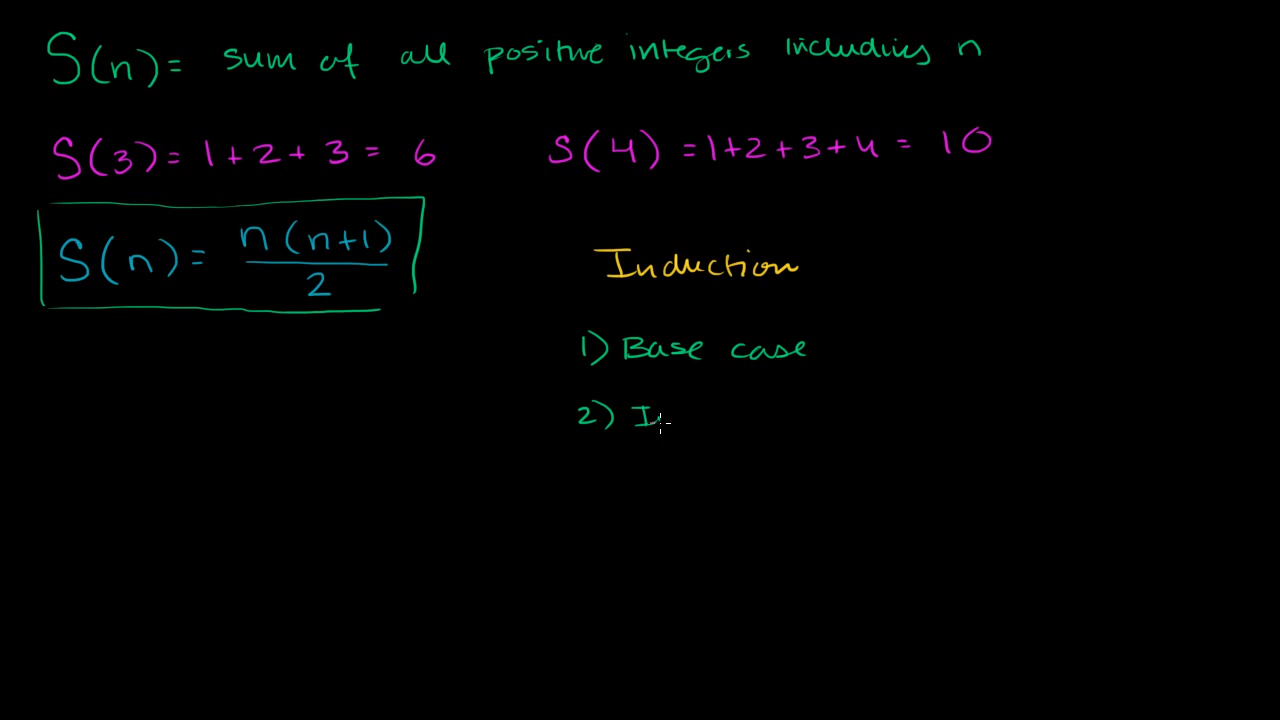 S(n) = sum of all positive integers including n
S(3) = 1 + 2 + 3 = 6
S(4) = 1 + 2 + 3 + 4 = 10
S(n) = n(n+1)/2
Induction
1) Base case
2) I